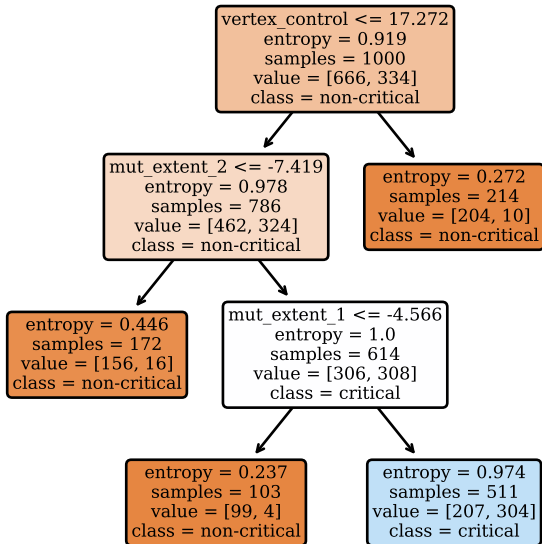 vertex_control <= 17.272
entropy = 0.919
samples = 1000
value = [666, 334]
class = non-critical
mut_extent_2 <= -7.419
entropy = 0.978
samples = 786
value = [462, 324]
class = non-critical
entropy = 0.272
samples = 214
value = [204, 10]
class = non-critical
entropy = 0.446
samples = 172
value = [156, 16]
class = non-critical
mut_extent_1 <= -4.566
entropy = 1.0
samples = 614
value = [306, 308]
class = critical
entropy = 0.237
samples = 103
value = [99, 4]
class = non-critical
entropy = 0.974
samples = 511
value = [207, 304]
class = critical